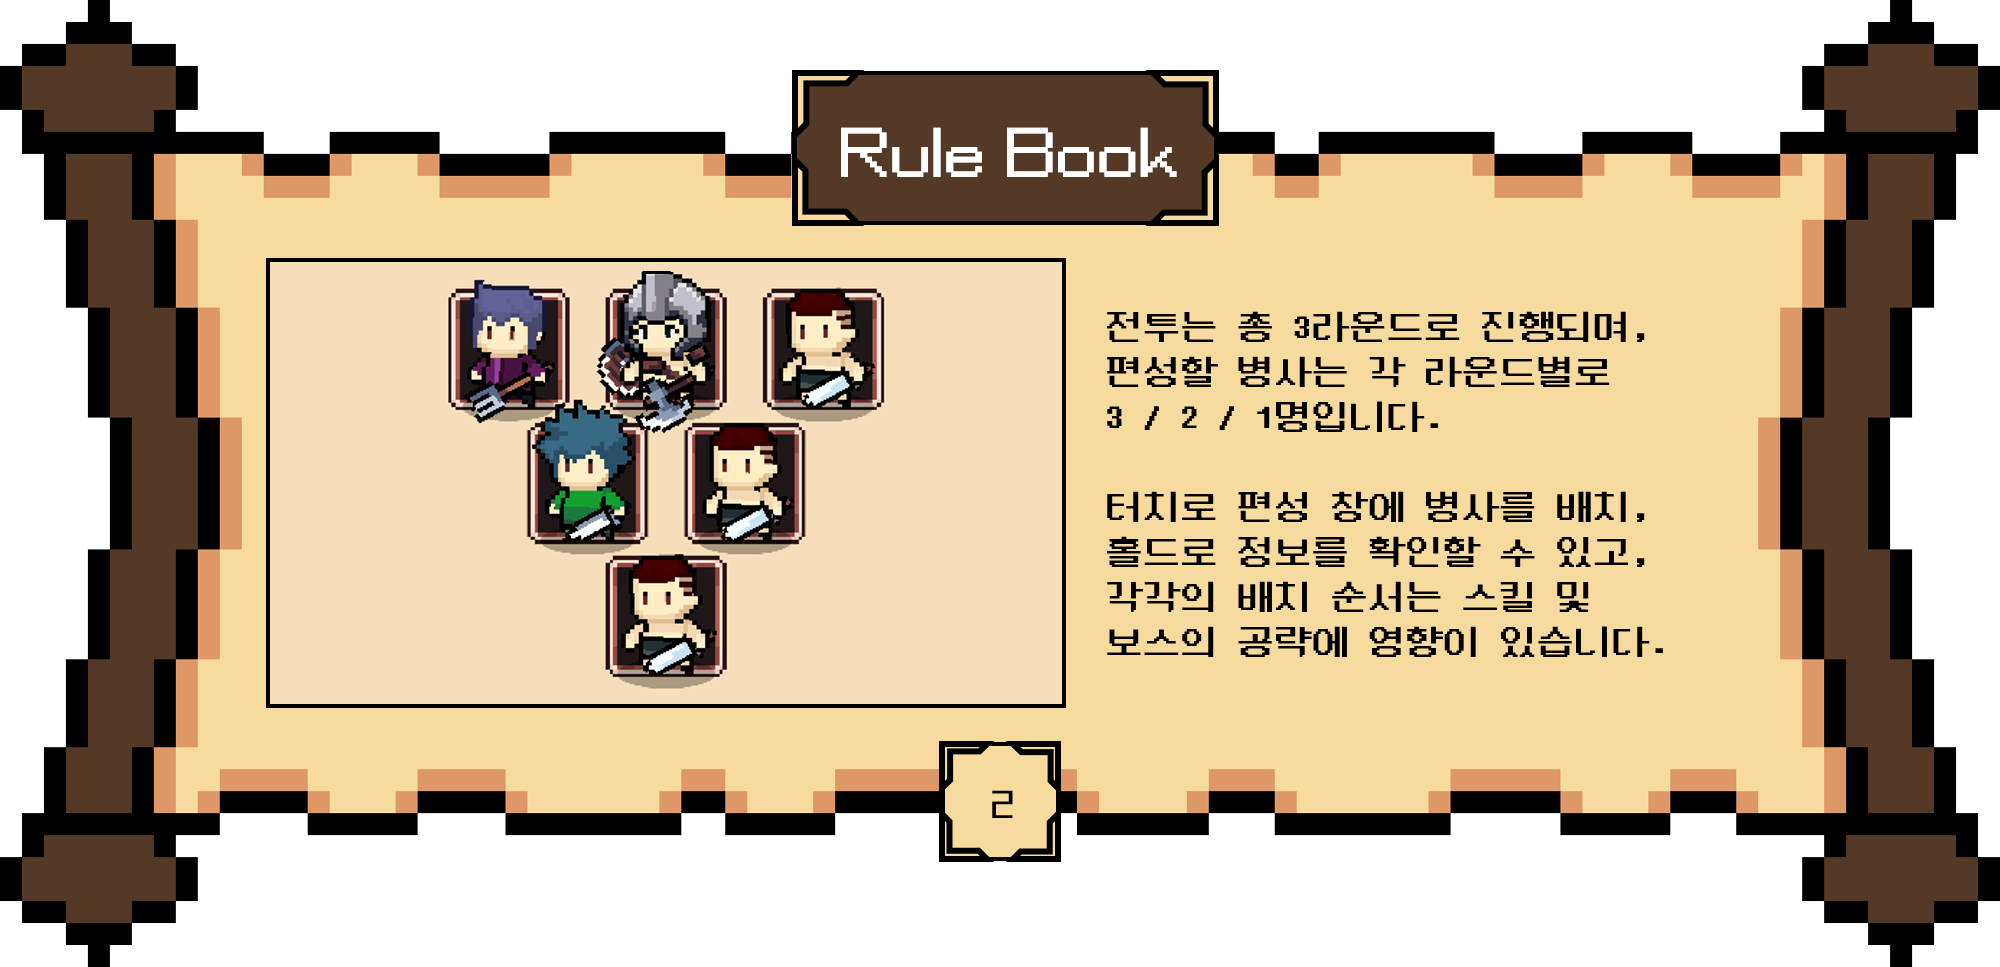 Rule Book
전투는 총 3라운드로 진행되며,
편성할 병사는 각 라운드별로
3 / 2 / 1명입니다.
터치로 편성 창에 병사를 배치,
홀드로 정보를 확인할 수 있고,
각각의 배치 순서는 스킬 및
보스의 공략에 영향이 있습니다.
2